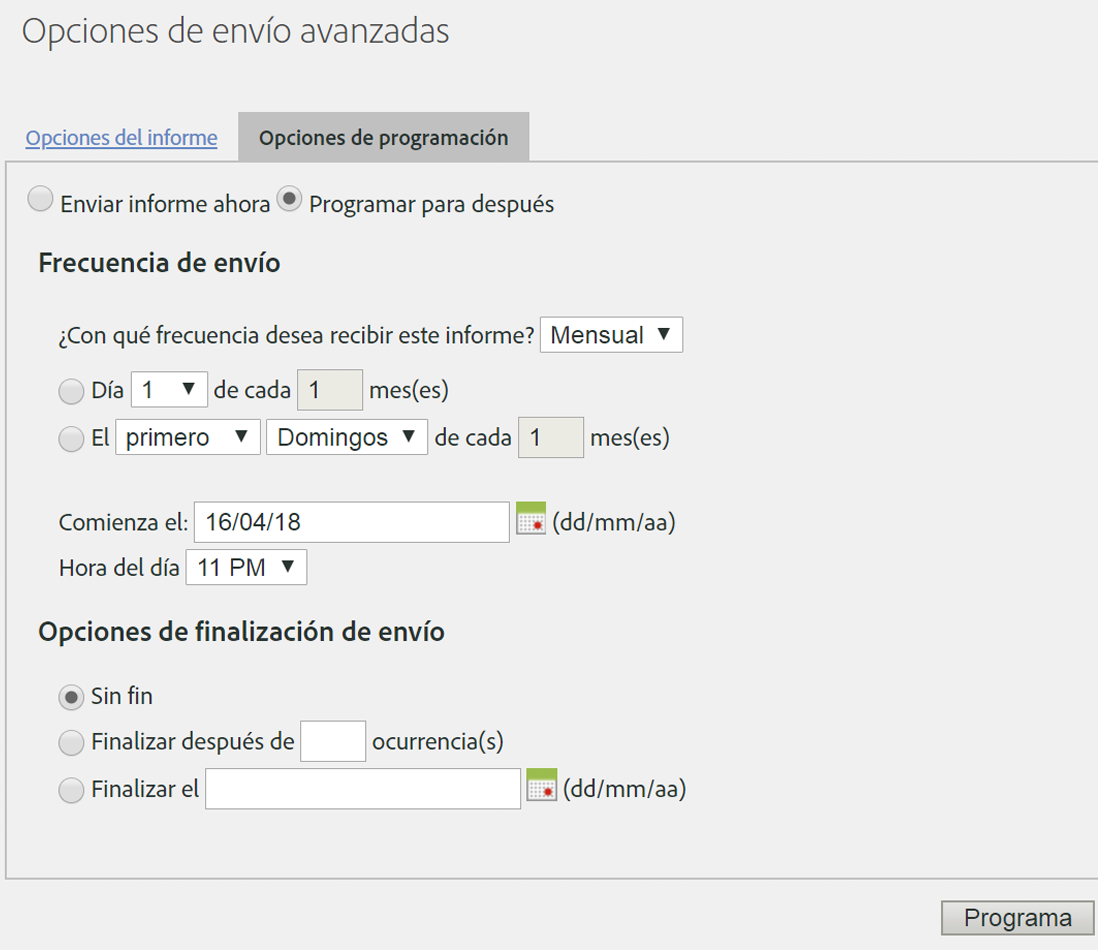 Opciones de envío avanzadas
Opciones del informe Opciones de programación
Enviar informe ahora Programar para después
Frecuencia de envío
¿Con qué frecuencia desea recibir este informe? Mensual
Día 1 de cada 1 mes(es)
El primero Domingos de cada 1 mes(es)
Comienza el: 16/04/18 (dd/mm/aa)
Hora del día 11 PM
Opciones de finalización de envío
Sin fin
Finalizar después de ocurrencia(s)
Finalizar el (dd/mm/aa)
Programa